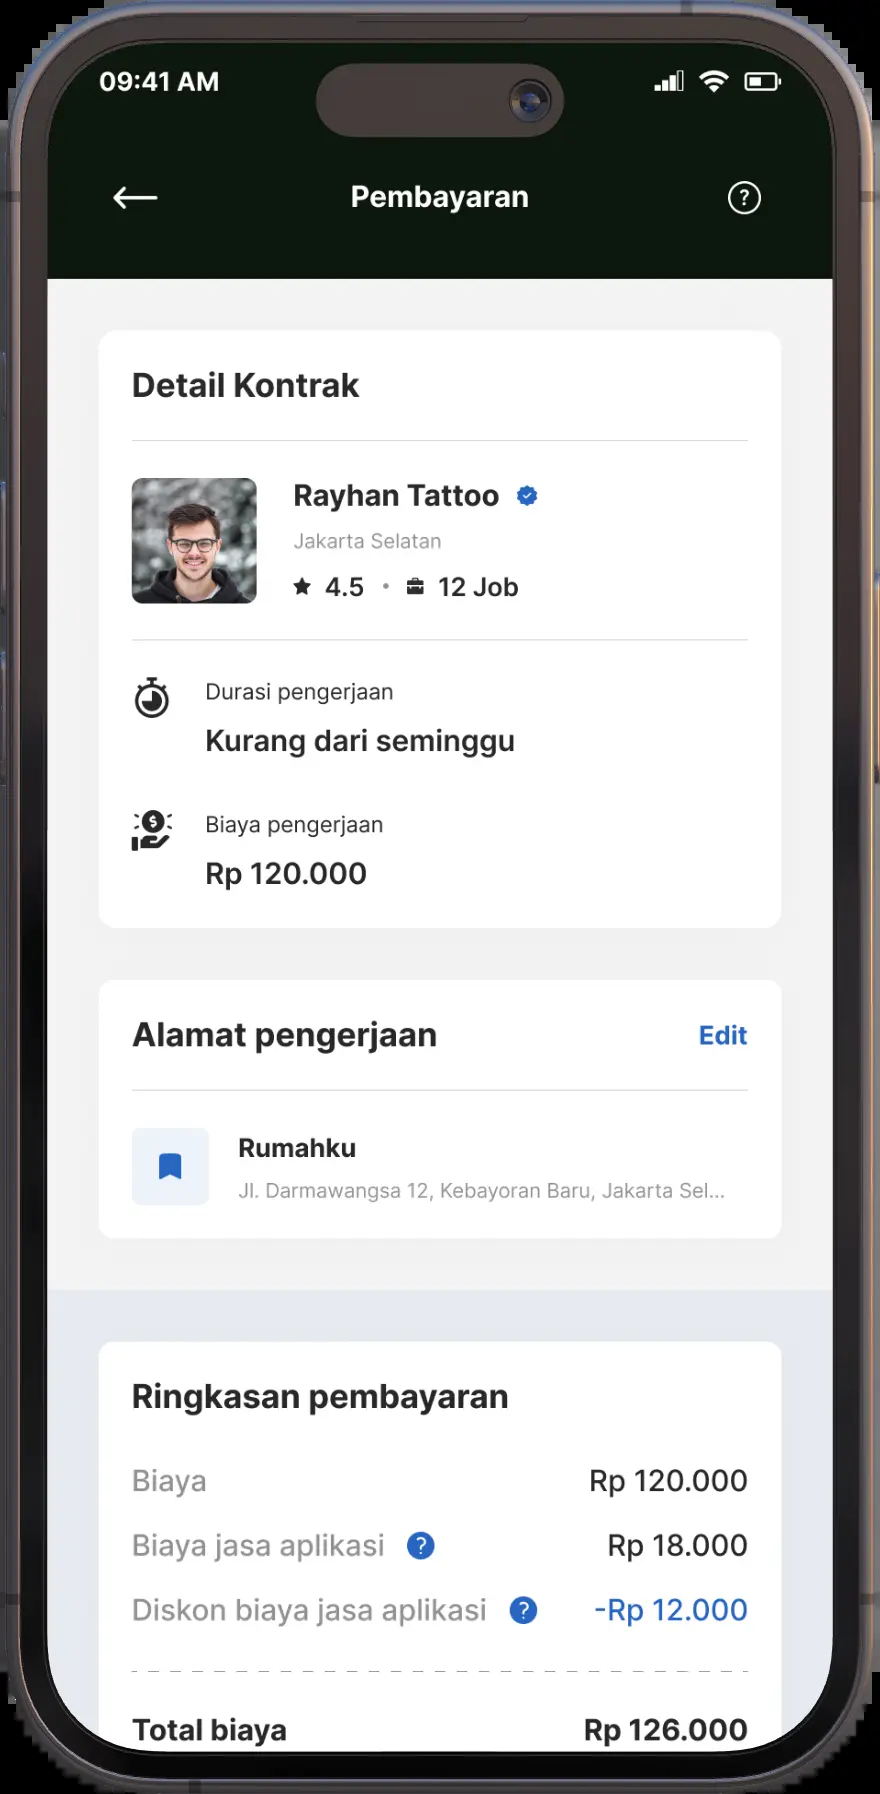 09:41 AM
Pembayaran
?
Detail Kontrak
Rayhan Tattoo
Jakarta Selatan
4.5 • 12 Job
Durasi pengerjaan
Kurang dari seminggu
$
Biaya pengerjaan
Rp 120.000
Alamat pengerjaan Edit
Rumahku
Jl. Darmawangsa 12, Kebayoran Baru, Jakarta Sel...
Ringkasan pembayaran
Biaya Rp 120.000
Biaya jasa aplikasi ? Rp 18.000
Diskon biaya jasa aplikasi ? -Rp 12.000
Total biaya Rp 126.000